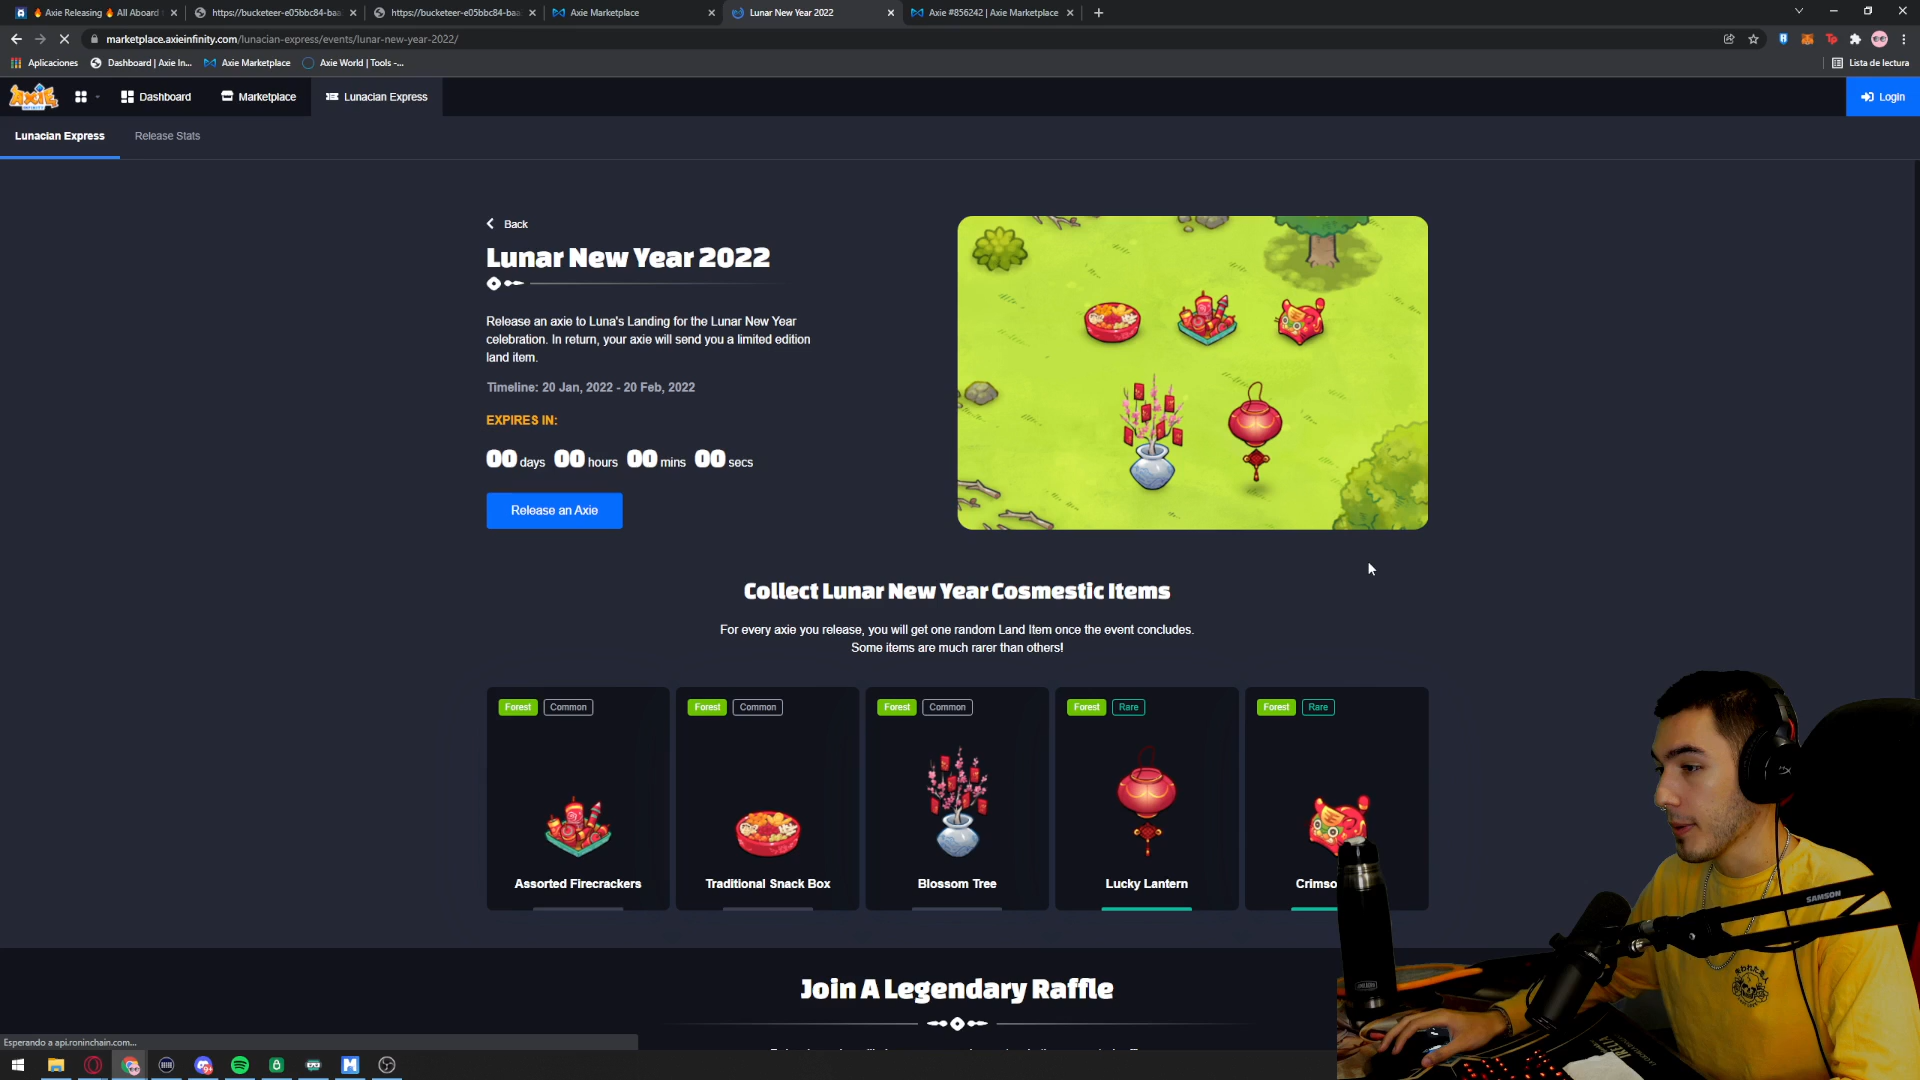 Axie Releasing 🔥 All Aboard
https://bucketeer-e05bbc84-baa
https://bucketeer-e05bbc84-baa
Axie Marketplace
Lunar New Year 2022
Axie #856242 | Axie Marketplace
marketplace.axieinfinity.com/lunacian-express/events/lunar-new-year-2022/
Aplicaciones
Dashboard | Axie In...
Axie Marketplace
Axie World | Tools -...
Lista de lectura
AXIE
Dashboard
Marketplace
Lunacian Express
Login
Lunacian Express
Release Stats
Back
Lunar New Year 2022
Release an axie to Luna's Landing for the Lunar New Year
celebration. In return, your axie will send you a limited edition
land item.
Timeline: 20 Jan, 2022 - 20 Feb, 2022
EXPIRES IN:
00 days 00 hours 00 mins 00 secs
Release an Axie
Collect Lunar New Year Cosmestic Items
For every axie you release, you will get one random Land Item once the event concludes.
Some items are much rarer than others!
Forest Common
Forest Common
Forest Common
Forest Rare
Forest Rare
Assorted Firecrackers
Traditional Snack Box
Blossom Tree
Lucky Lantern
Crimso
SAMSON
Join A Legendary Raffle
Esperando a api.roninchain.com...